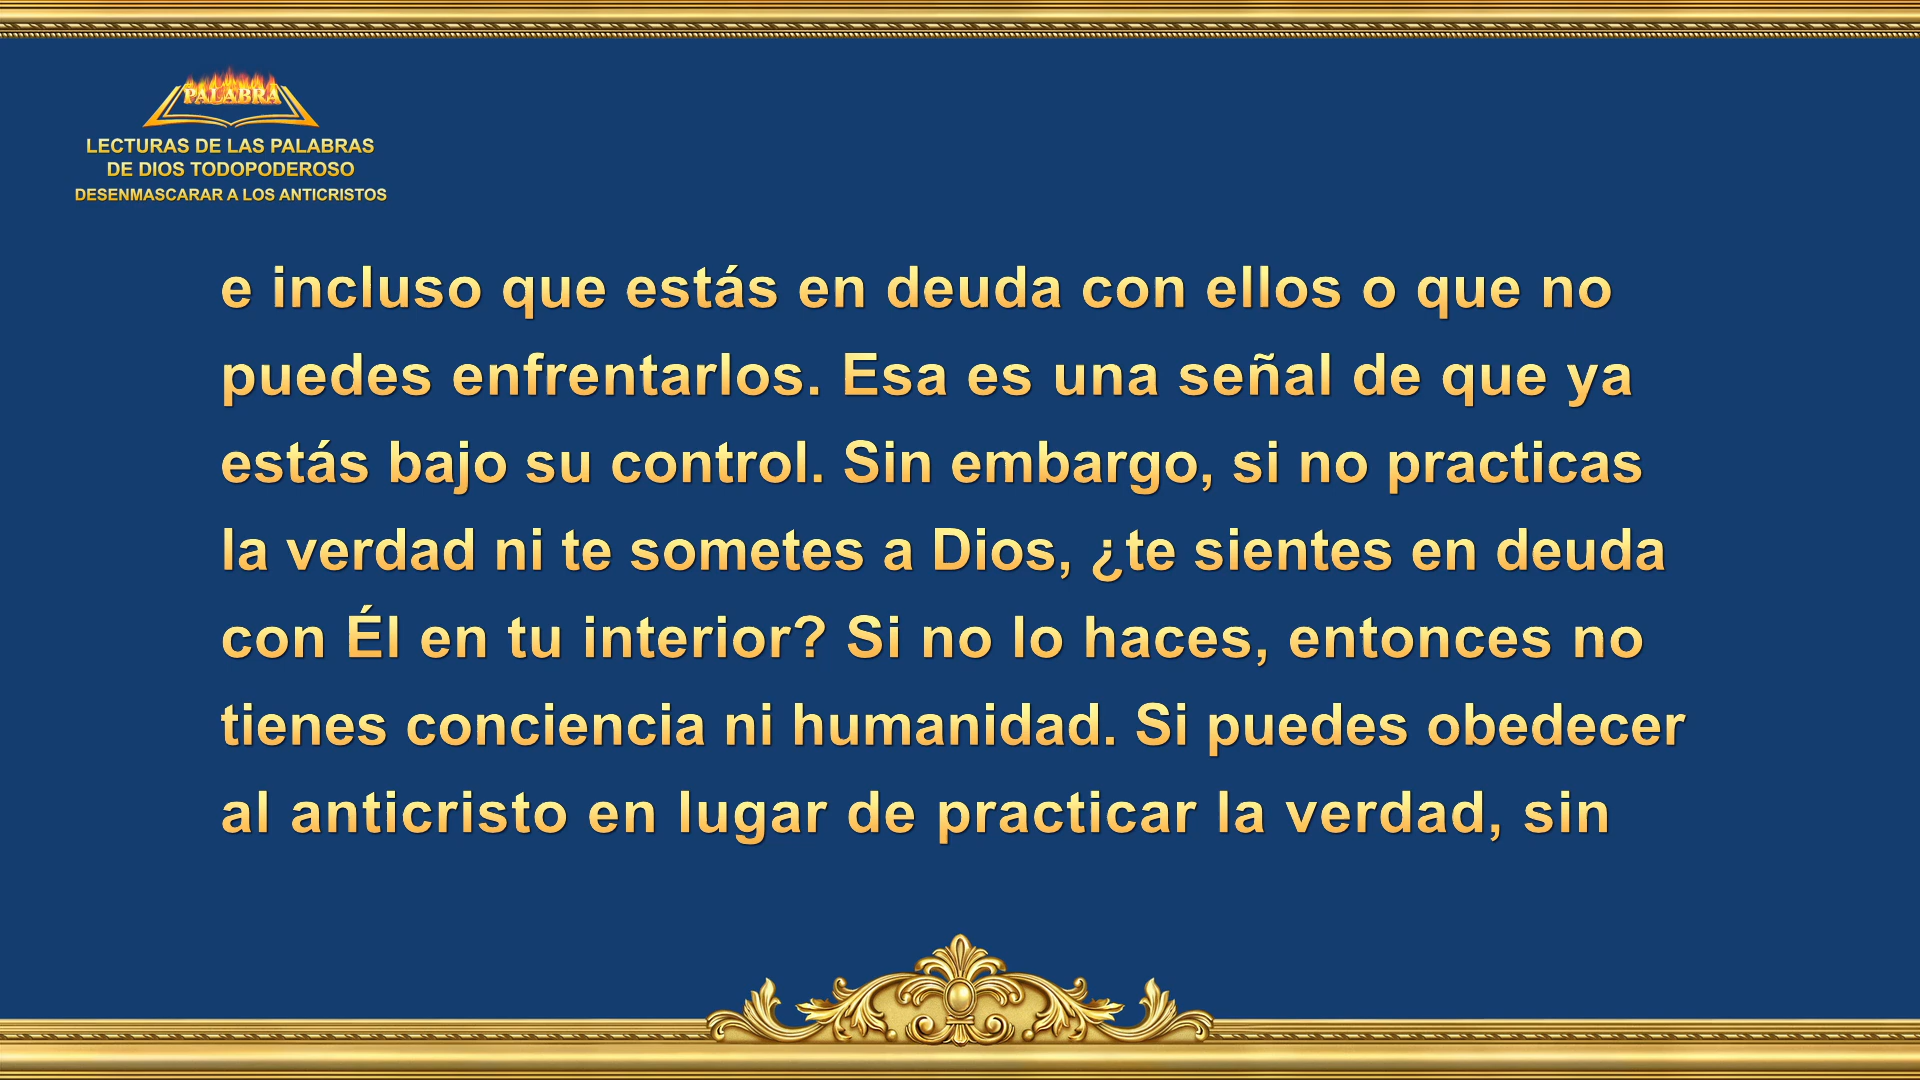 PALABRA
LECTURAS DE LAS PALABRAS
DE DIOS TODOPODEROSO
DESENMASCARAR A LOS ANTICRISTOS
e incluso que estás en deuda con ellos o que no
puedes enfrentarlos. Esa es una señal de que ya
estás bajo su control. Sin embargo, si no practicas
la verdad ni te sometes a Dios, ¿te sientes en deuda
con Él en tu interior? Si no lo haces, entonces no
tienes conciencia ni humanidad. Si puedes obedecer
al anticristo en lugar de practicar la verdad, sin